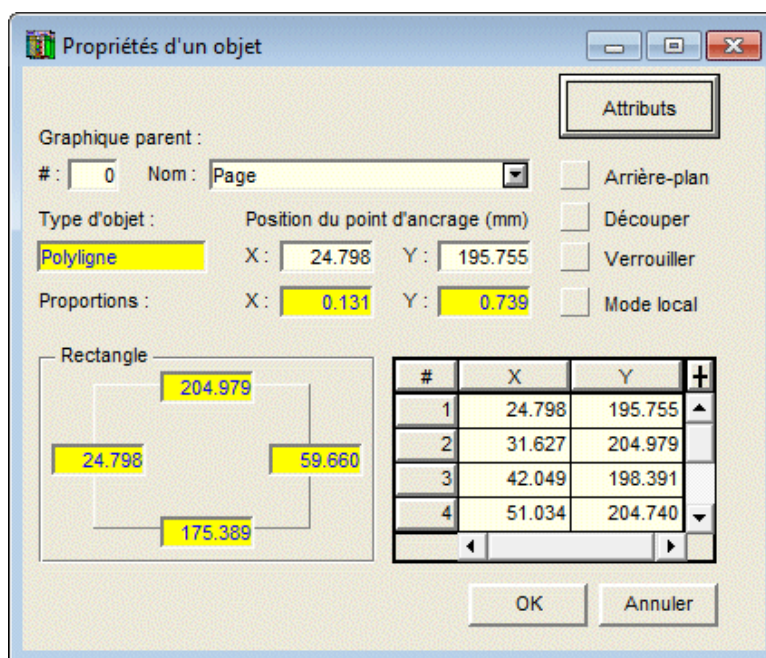 Propriétés d'un objet
Attributs
Graphique parent :
# : 0 Nom : Page
Arrière-plan
Type d'objet : Position du point d'ancrage (mm)
Découper
Polyligne X : 24.798 Y : 195.755
Verrouiller
Proportions : X : 0.131 Y : 0.739
Mode local
Rectangle
204.979
24.798 59.660
175.389
# X Y +
1 24.798 195.755
2 31.627 204.979
3 42.049 198.391
4 51.034 204.740
OK Annuler